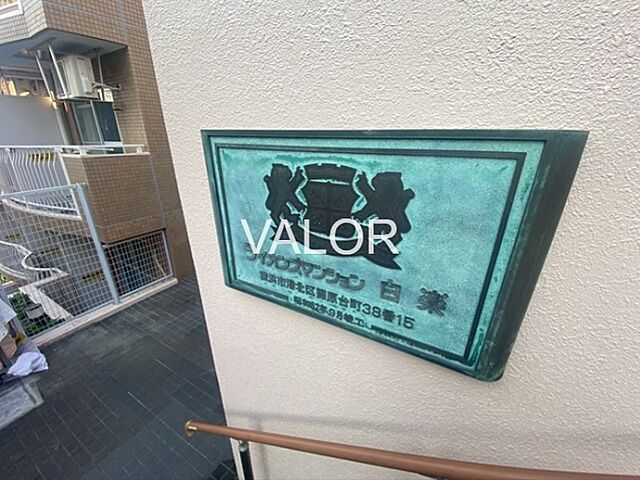 VALOR
ライオンズマンション 白楽
横浜市港北区篠原台町38番15
昭和62年9月竣工